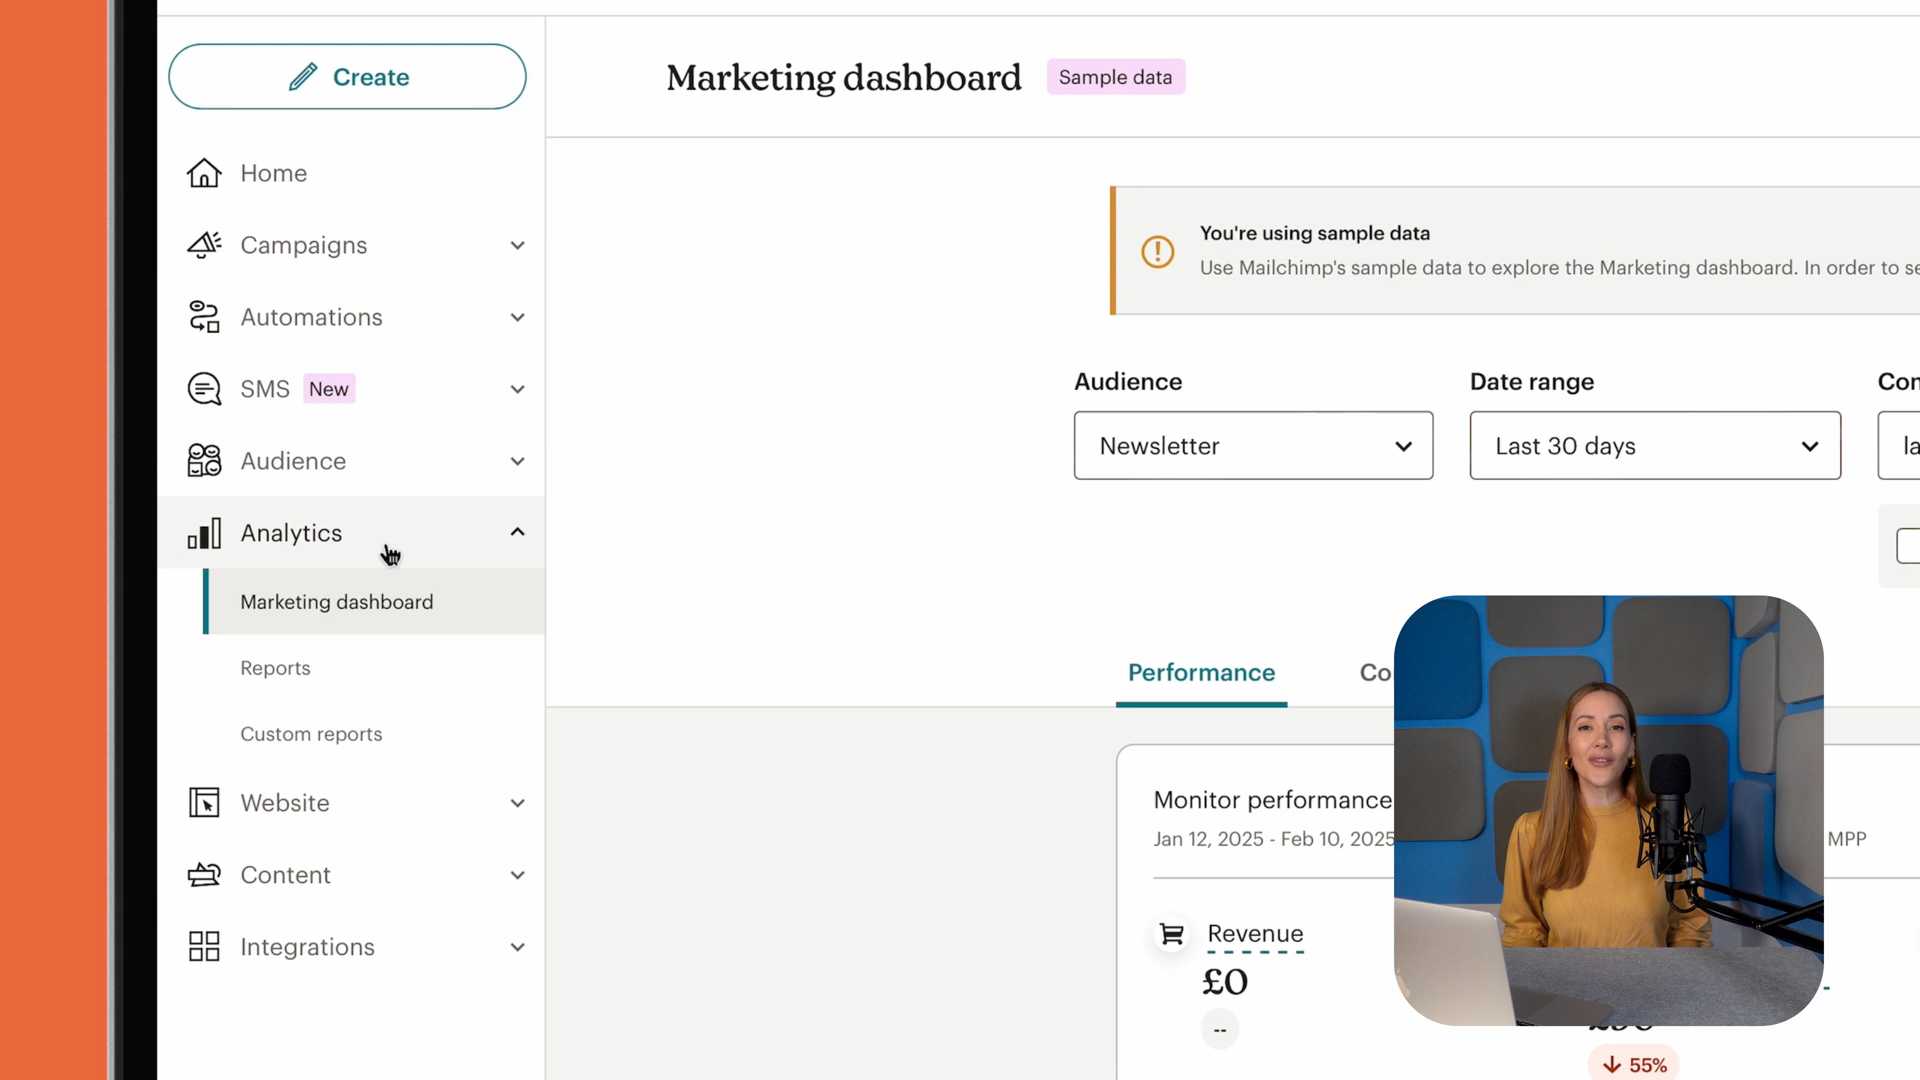 Create
Home
Campaigns
Automations
SMS New
Audience
Analytics
Marketing dashboard
Reports
Custom reports
Website
Content
Integrations
Marketing dashboard Sample data
You're using sample data
Use Mailchimp's sample data to explore the Marketing dashboard. In order to se
Audience
Newsletter
Date range
Last 30 days
Con
la
Performance
Co
Monitor performance
Jan 12, 2025 - Feb 10, 2025
MPP
Revenue
£0
--
55%